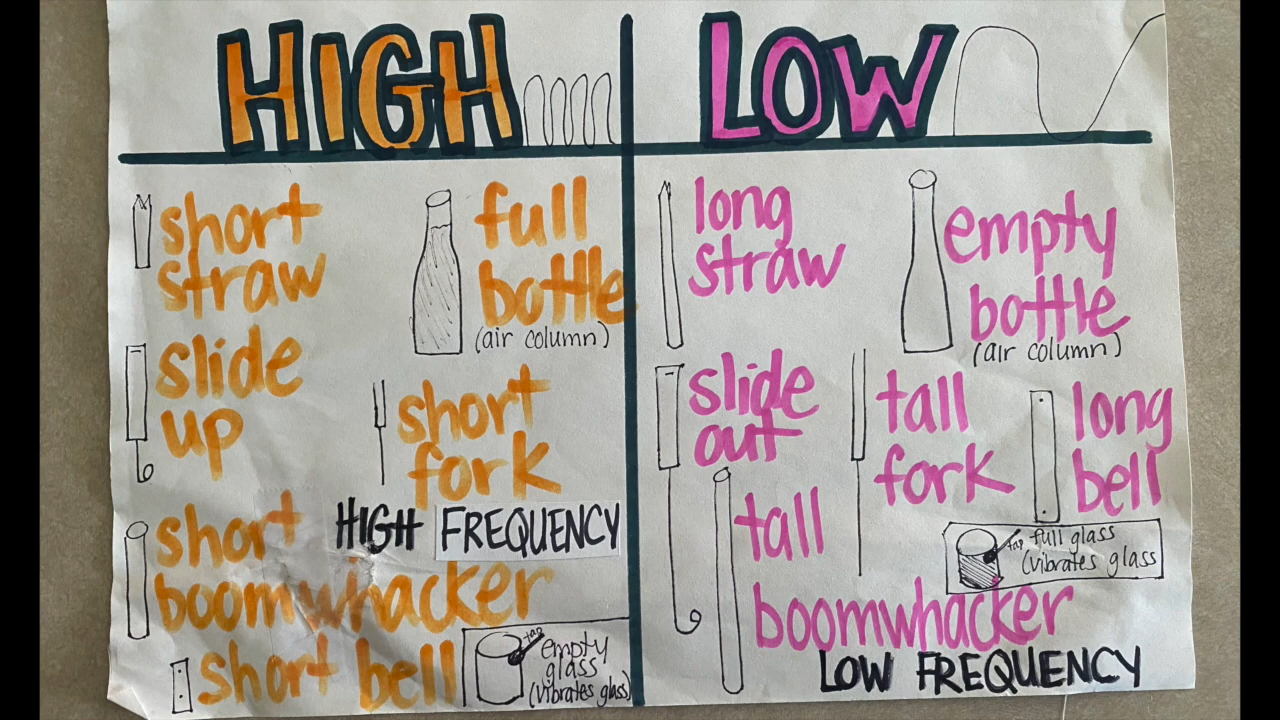 HIGH
short
straw
full
bottle
(air column)
slide
up
short
fork
HIGH FREQUENCY
short
boomwhacker
short bell
tap
empty
glass
(vibrates glass)
LOW
long
straw
empty
bottle
(air column)
slide
out
tall
fork
long
bell
tall
boomwhacker
tap
full glass
(vibrates glass
LOW FREQUENCY